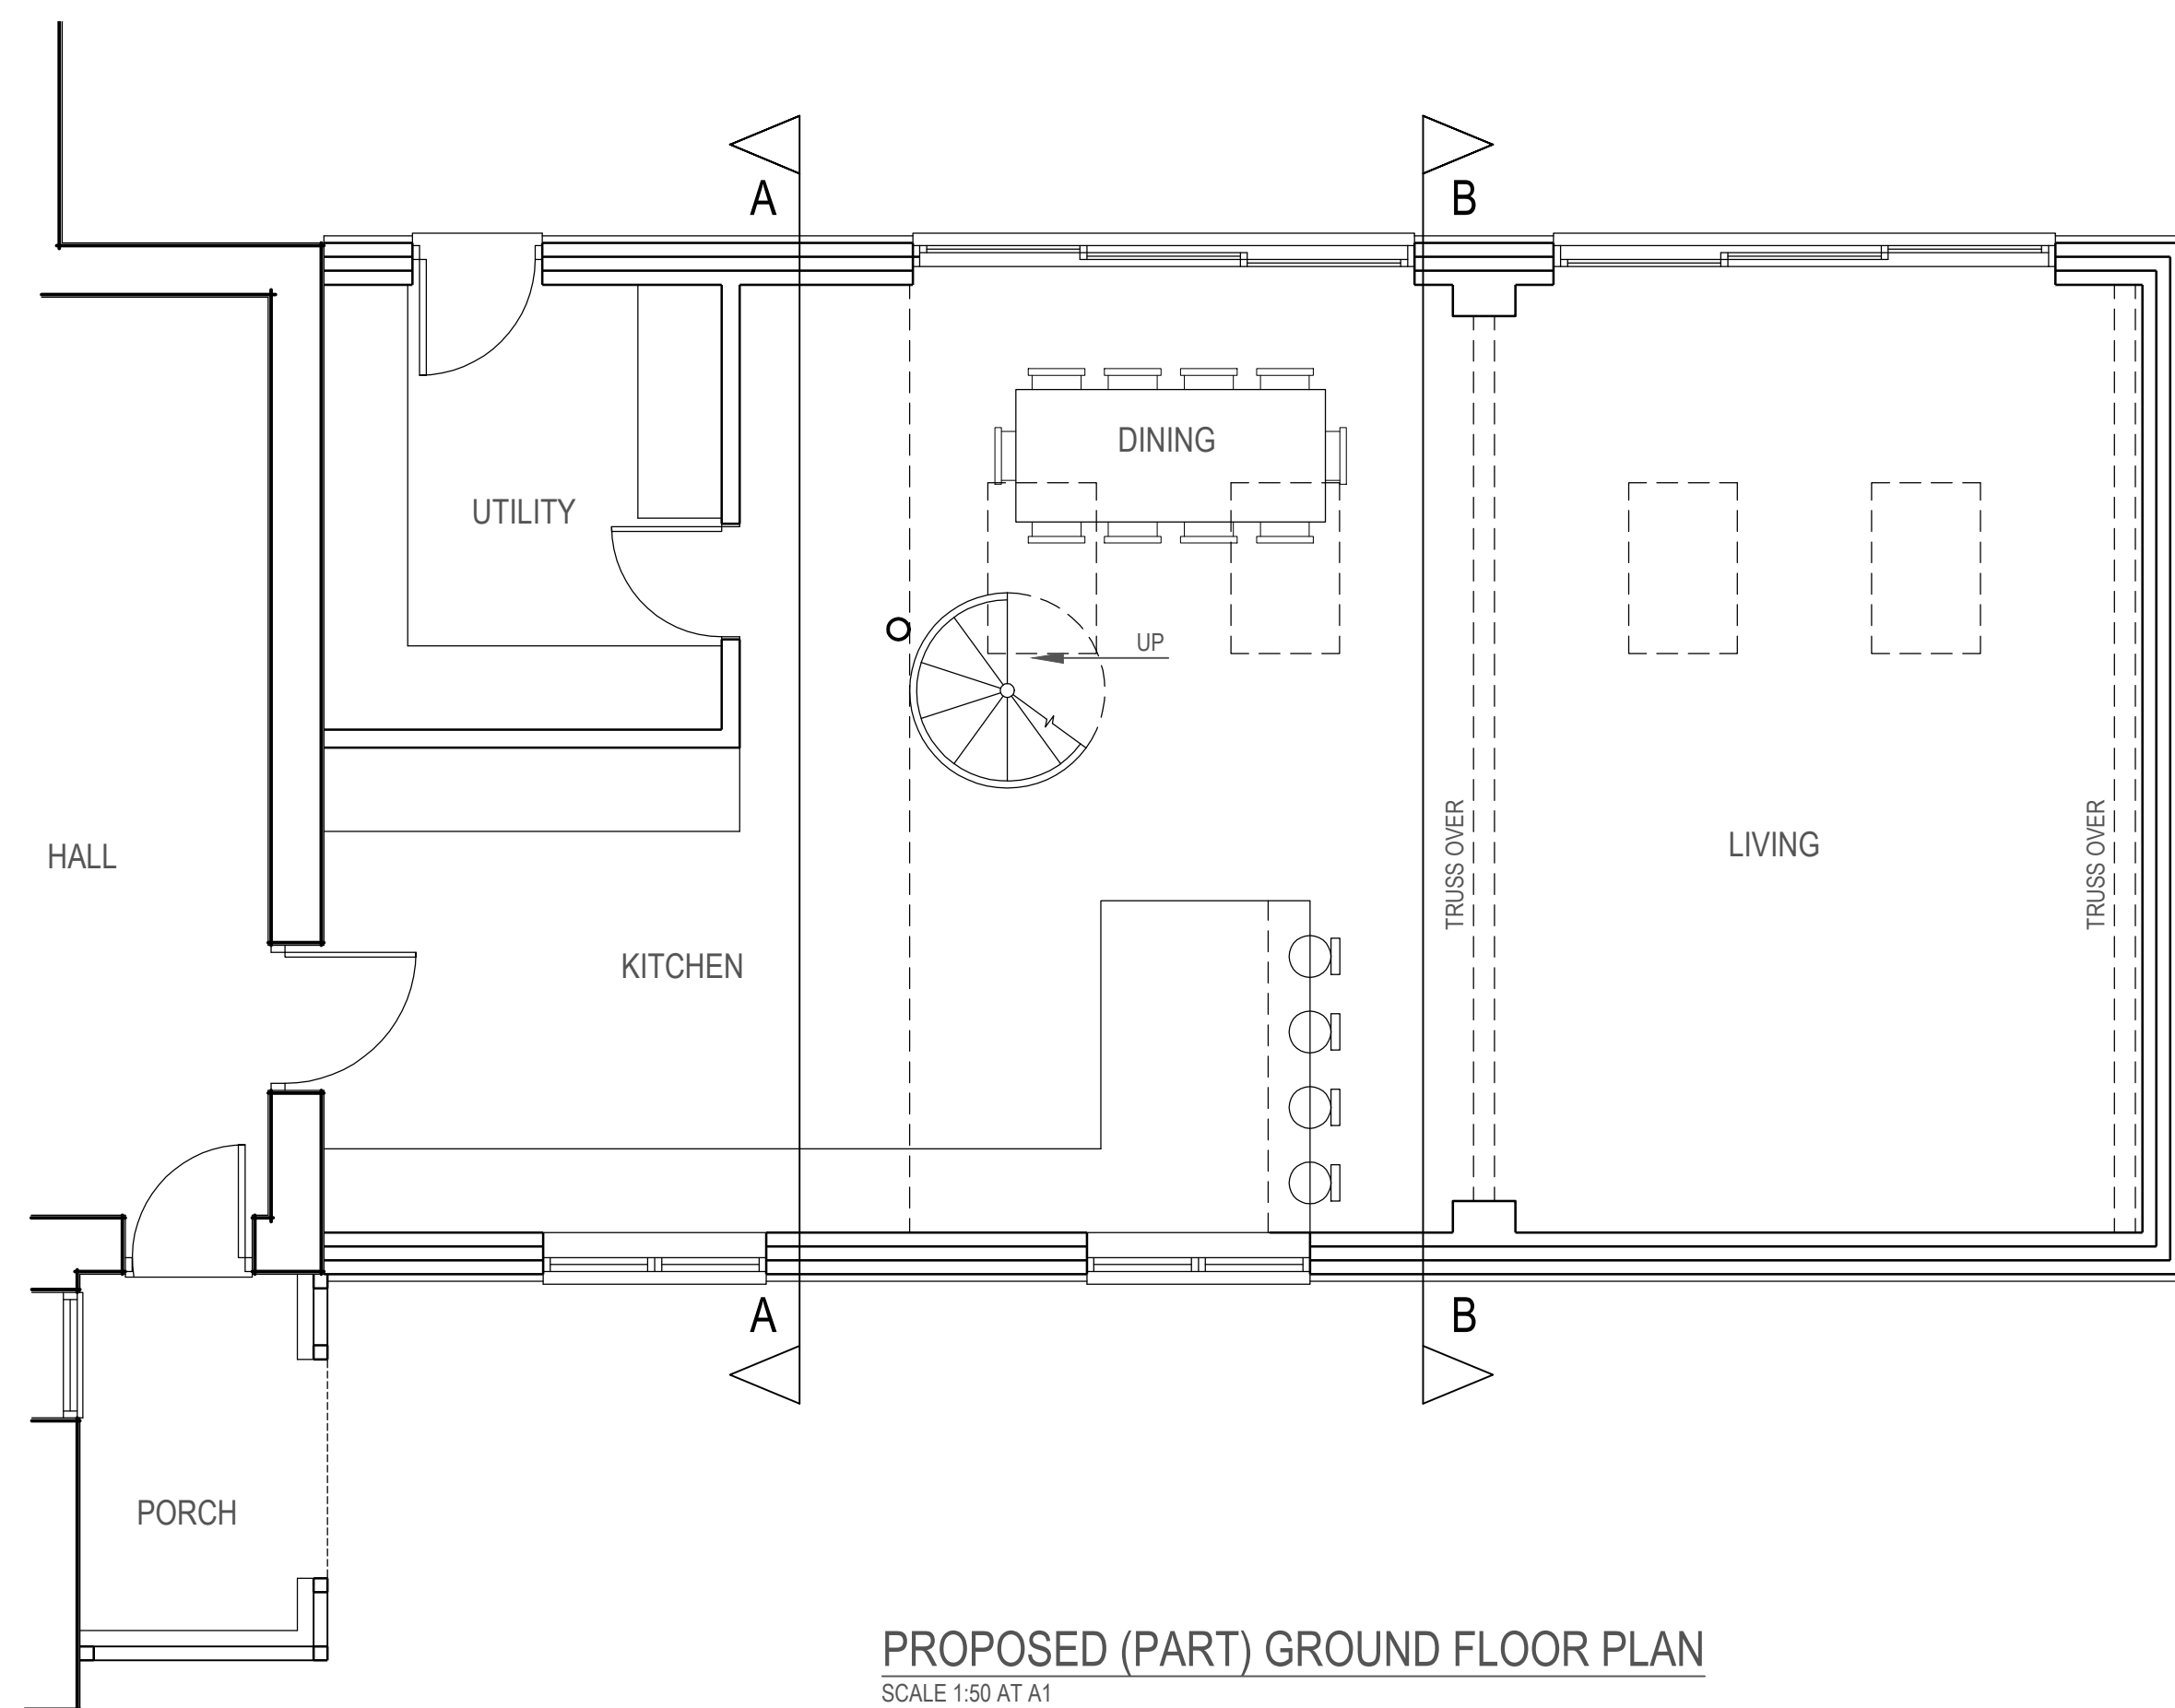 A
B
DINING
UTILITY
UP
TRUSS OVER
TRUSS OVER
LIVING
HALL
KITCHEN
A
B
PORCH
PROPOSED (PART) GROUND FLOOR PLAN
SCALE 1:50 AT A1